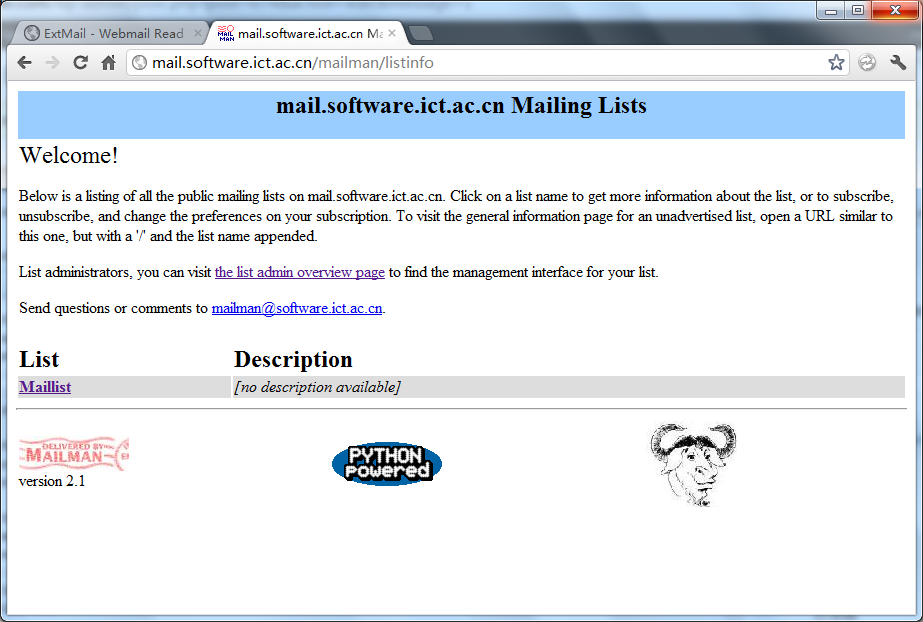 ExtMail - Webmail Read
mail.software.ict.ac.cn Ma
mail.software.ict.ac.cn/mailman/listinfo
mail.software.ict.ac.cn Mailing Lists
Welcome!
Below is a listing of all the public mailing lists on mail.software.ict.ac.cn. Click on a list name to get more information about the list, or to subscribe,
unsubscribe, and change the preferences on your subscription. To visit the general information page for an unadvertised list, open a URL similar to
this one, but with a '/' and the list name appended.
List administrators, you can visit the list admin overview page to find the management interface for your list.
Send questions or comments to mailman@software.ict.ac.cn.
List Description
Maillist [no description available]
DELIVERED BY
MAILMAN
version 2.1
PYTHON
Powered